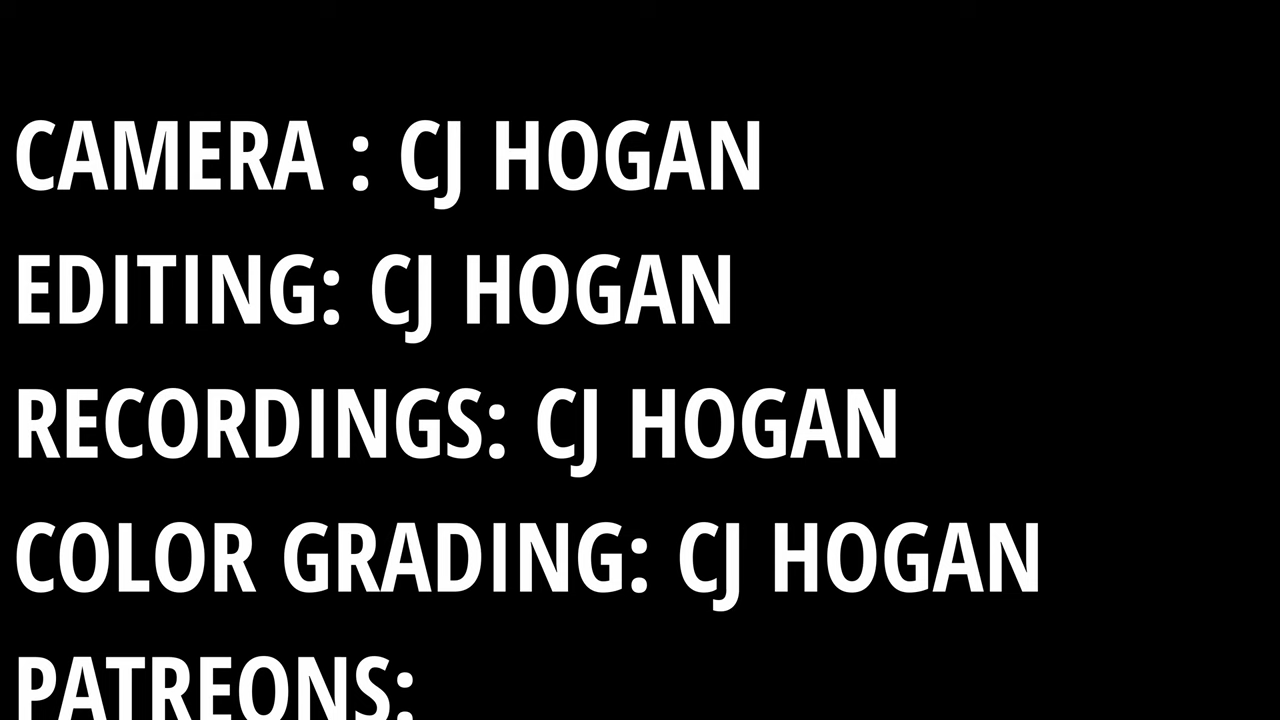 CAMERA : CJ HOGAN
EDITING: CJ HOGAN
RECORDINGS: CJ HOGAN
COLOR GRADING: CJ HOGAN
PATREONS: